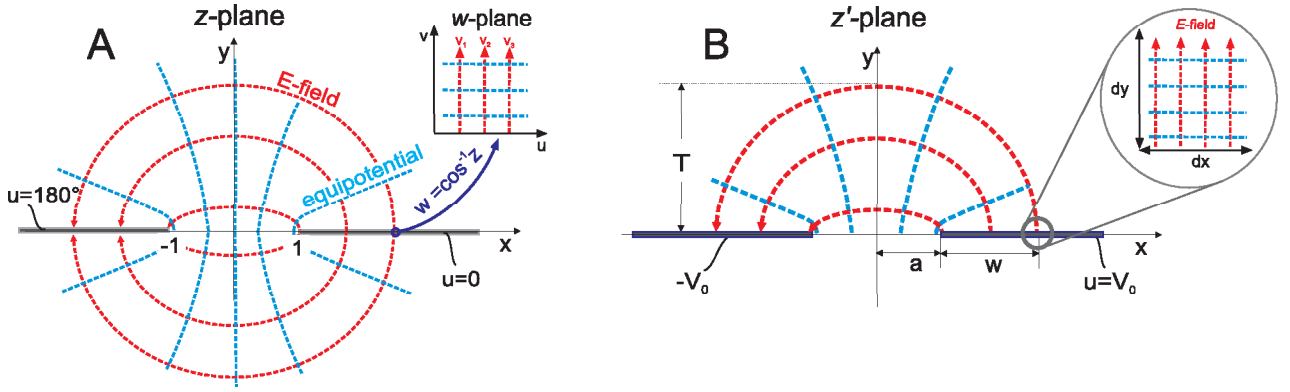 A
z-plane
w-plane
y
v
v₁ v₂ v₃
u
E-field
equipotential
w =cos⁻¹z
u=180°
-1
1
x
u=0
B
z'-plane
y
T
a
w
x
-V₀
u=V₀
E-field
dy
dx